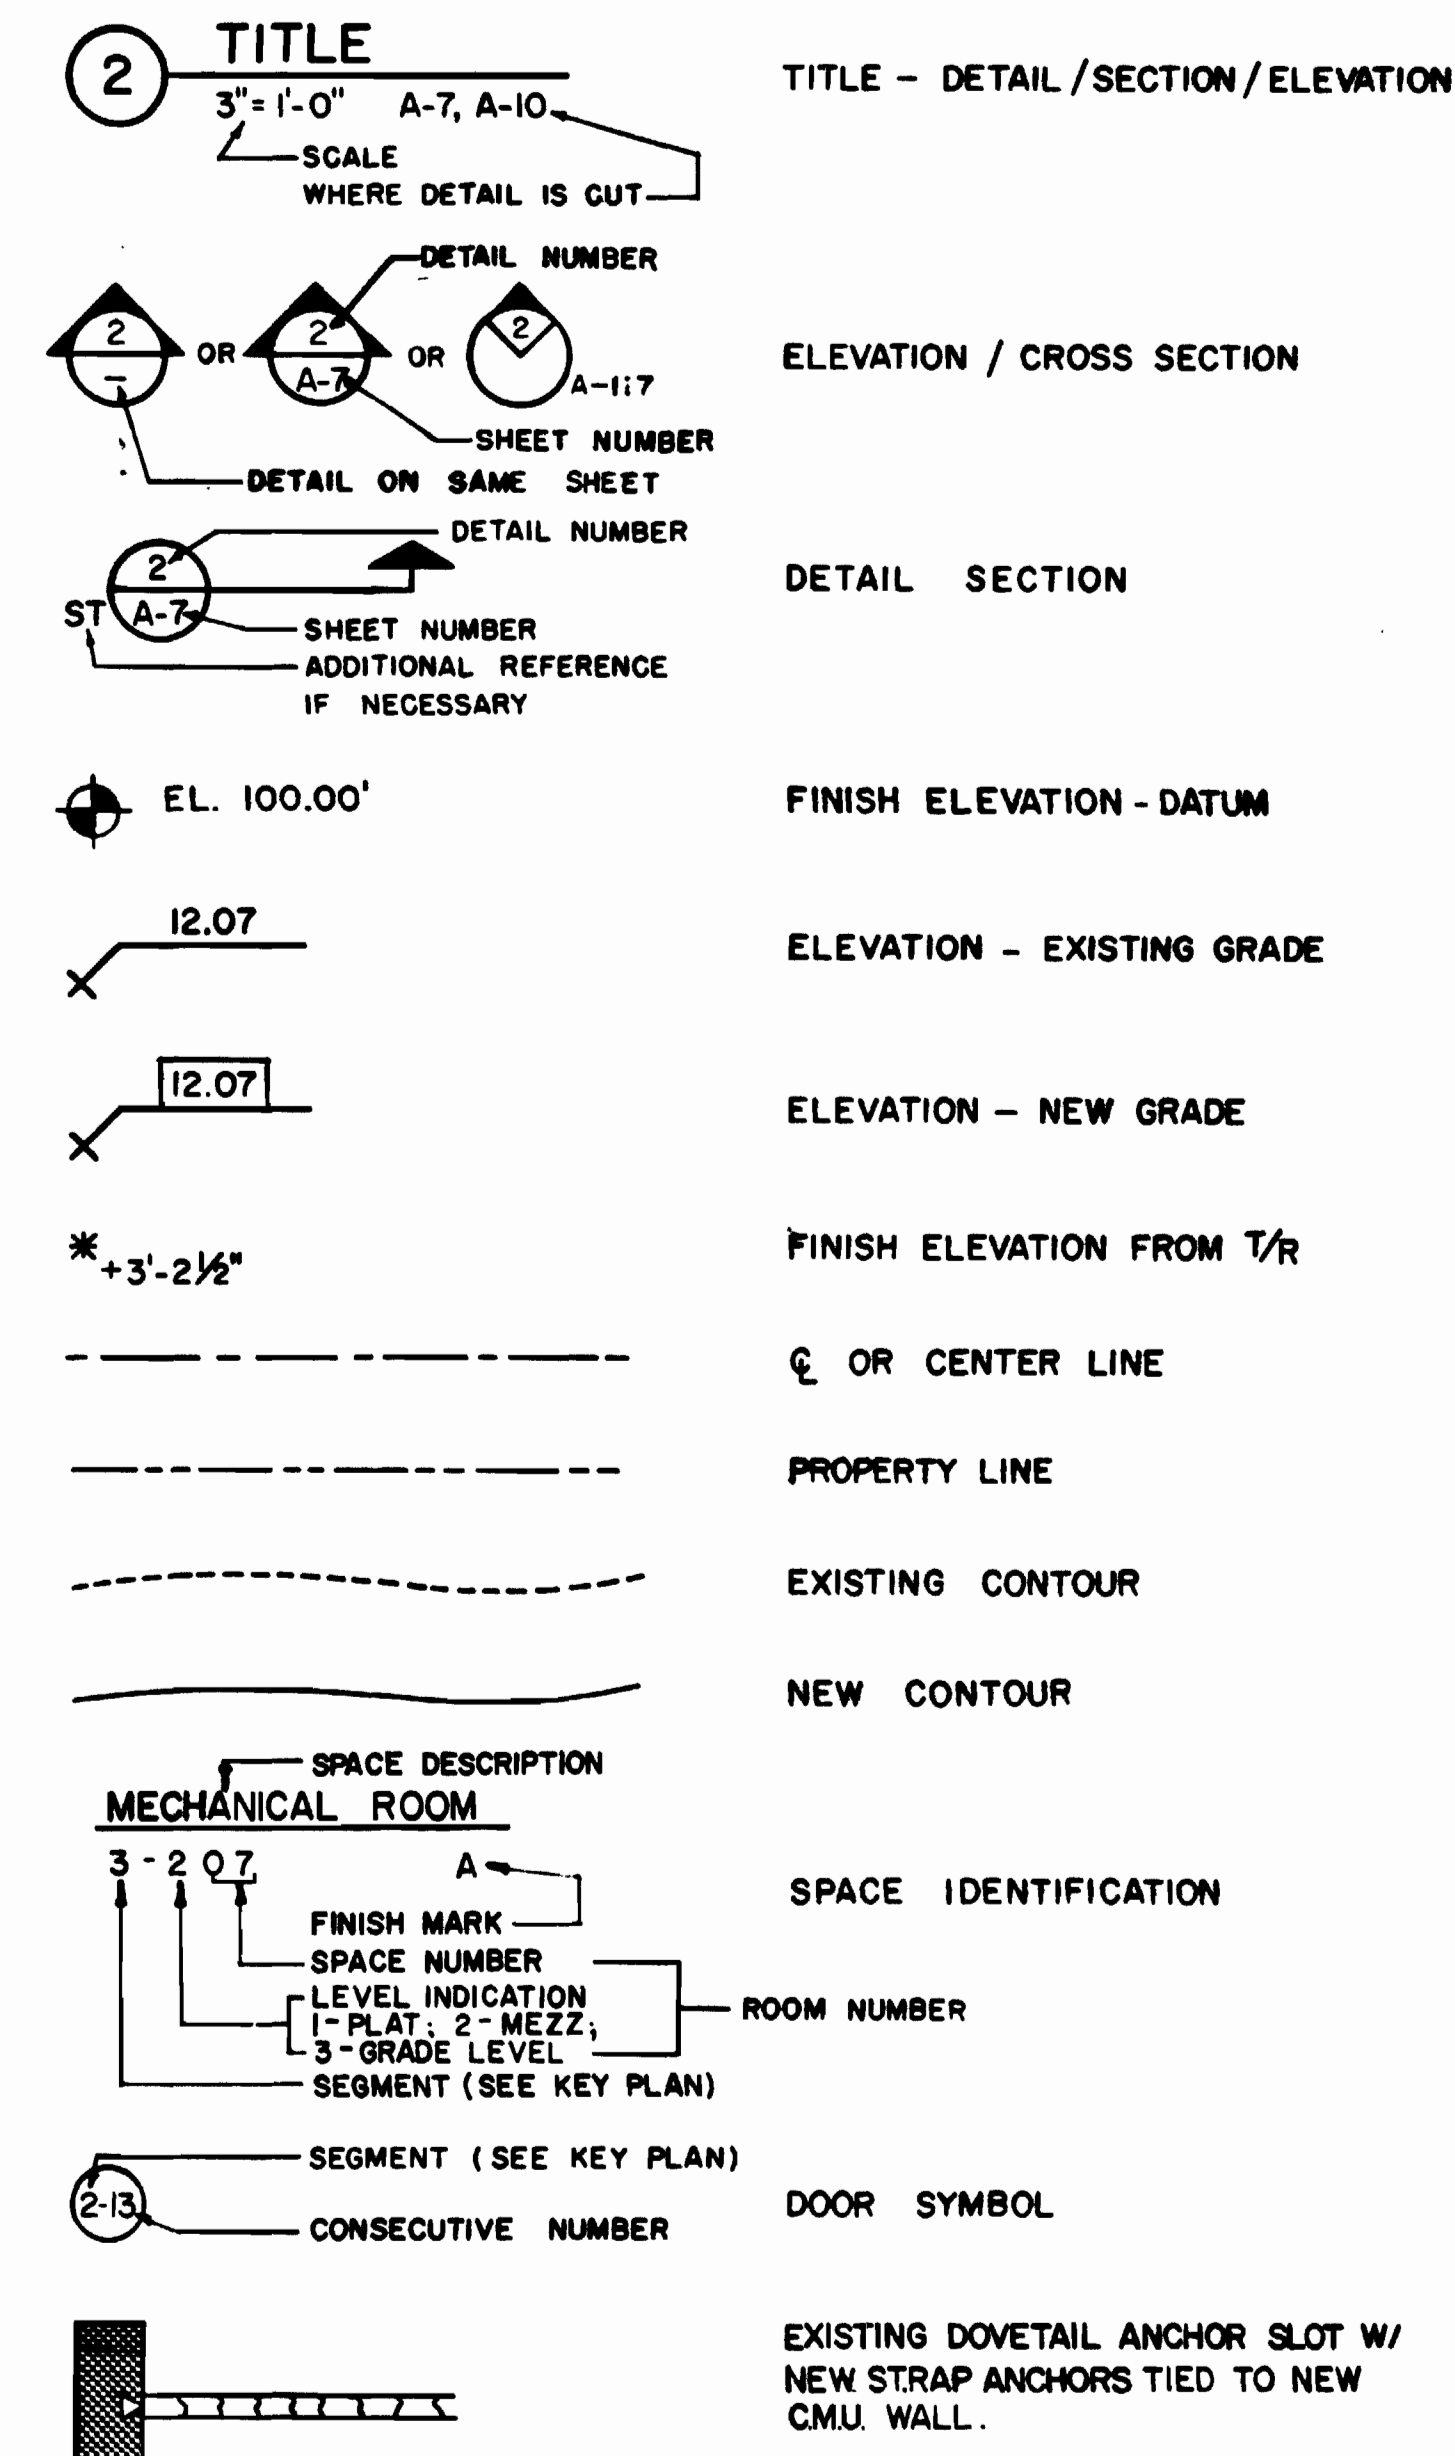 2 TITLE
TITLE - DETAIL / SECTION / ELEVATION
3"= 1'-0" A-7, A-10
SCALE
WHERE DETAIL IS CUT
DETAIL NUMBER
2 OR 2 OR 2
- A-7 A-1;7
ELEVATION / CROSS SECTION
SHEET NUMBER
DETAIL ON SAME SHEET
DETAIL NUMBER
2
DETAIL SECTION
ST A-7
SHEET NUMBER
ADDITIONAL REFERENCE
IF NECESSARY
EL. 100.00'
FINISH ELEVATION - DATUM
12.07
ELEVATION - EXISTING GRADE
12.07
ELEVATION - NEW GRADE
* +3'-2½"
FINISH ELEVATION FROM T/R
℄ OR CENTER LINE
PROPERTY LINE
EXISTING CONTOUR
NEW CONTOUR
SPACE DESCRIPTION
MECHANICAL ROOM
3 - 2 0 7 A
SPACE IDENTIFICATION
FINISH MARK
SPACE NUMBER
LEVEL INDICATION
1-PLAT; 2-MEZZ;
3-GRADE LEVEL
ROOM NUMBER
SEGMENT (SEE KEY PLAN)
SEGMENT (SEE KEY PLAN)
2-13
DOOR SYMBOL
CONSECUTIVE NUMBER
EXISTING DOVETAIL ANCHOR SLOT W/
NEW STRAP ANCHORS TIED TO NEW
C.M.U. WALL.